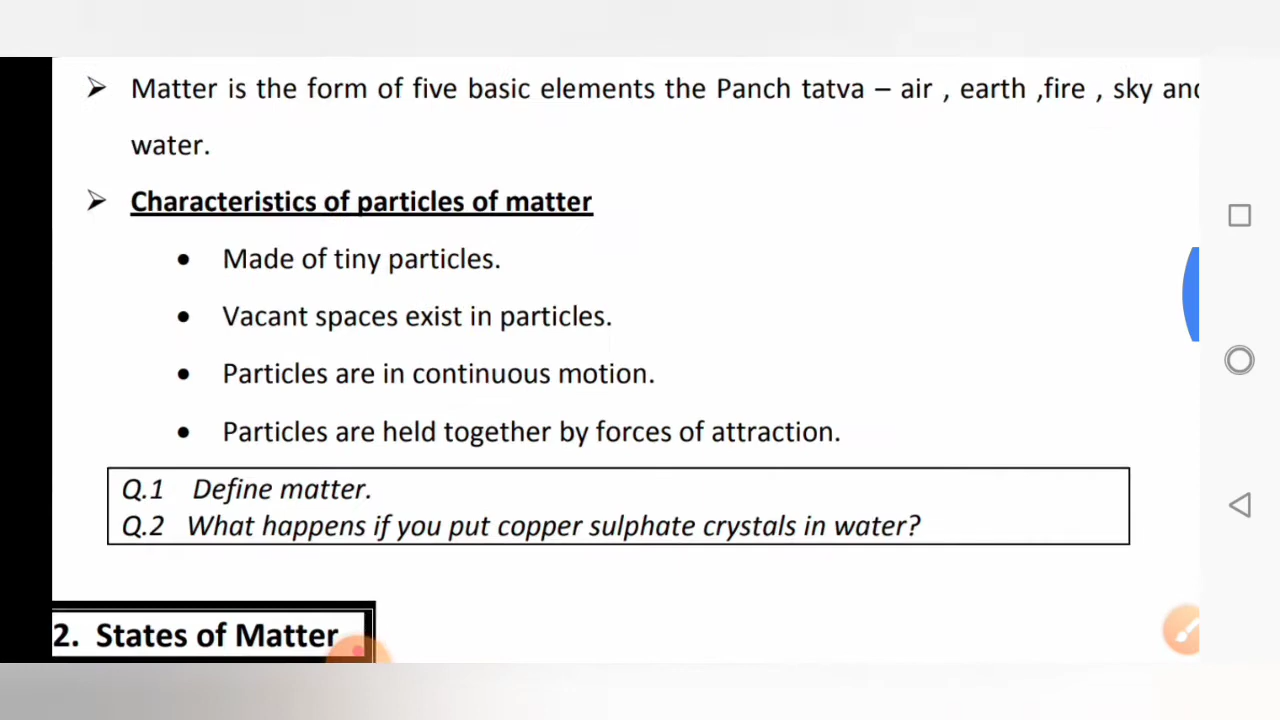 ➢ Matter is the form of five basic elements the Panch tatva – air , earth ,fire , sky and
water.
➢ Characteristics of particles of matter
• Made of tiny particles.
• Vacant spaces exist in particles.
• Particles are in continuous motion.
• Particles are held together by forces of attraction.
Q.1 Define matter.
Q.2 What happens if you put copper sulphate crystals in water?
2. States of Matter